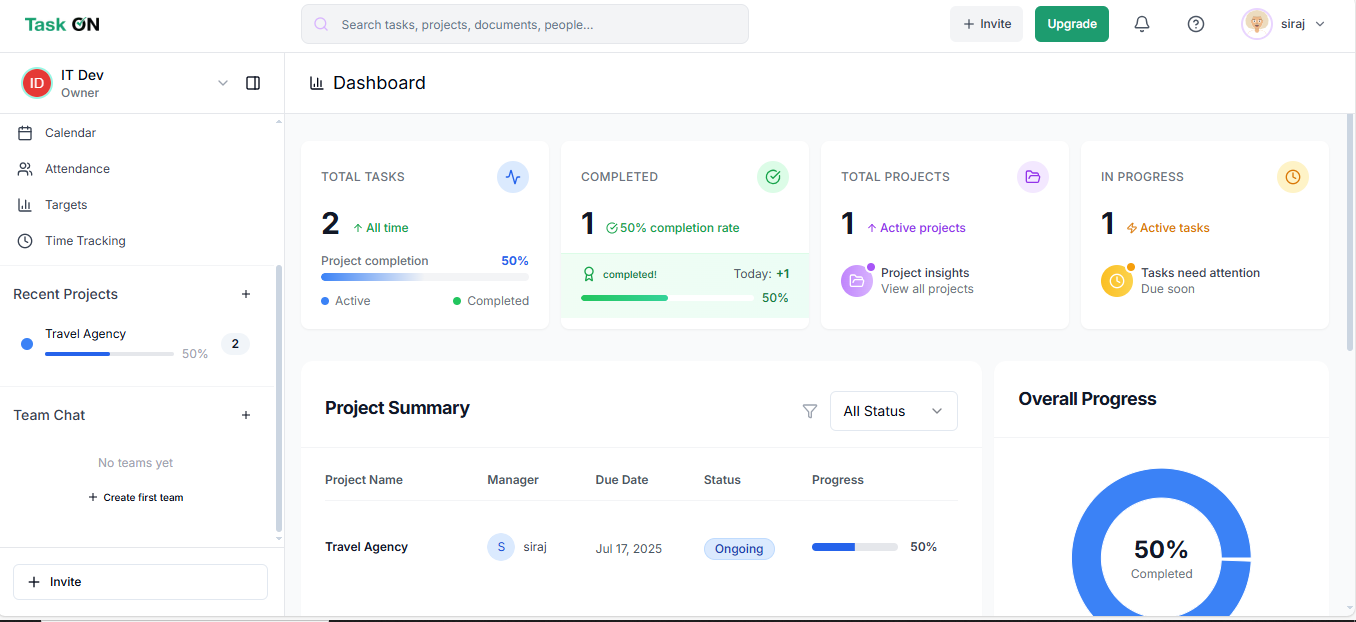 Task ON
Search tasks, projects, documents, people...
+ Invite
Upgrade
siraj
ID
IT Dev
Owner
Dashboard
Calendar
Attendance
Targets
Time Tracking
Recent Projects +
Travel Agency
50%
2
Team Chat +
No teams yet
+ Create first team
+ Invite
TOTAL TASKS
2 ↑ All time
Project completion 50%
Active Completed
COMPLETED
1 50% completion rate
completed! Today: +1
50%
TOTAL PROJECTS
1 ↑ Active projects
Project insights
View all projects
IN PROGRESS
1 Active tasks
Tasks need attention
Due soon
Project Summary
All Status
Project Name Manager Due Date Status Progress
Travel Agency S siraj Jul 17, 2025 Ongoing 50%
Overall Progress
50%
Completed